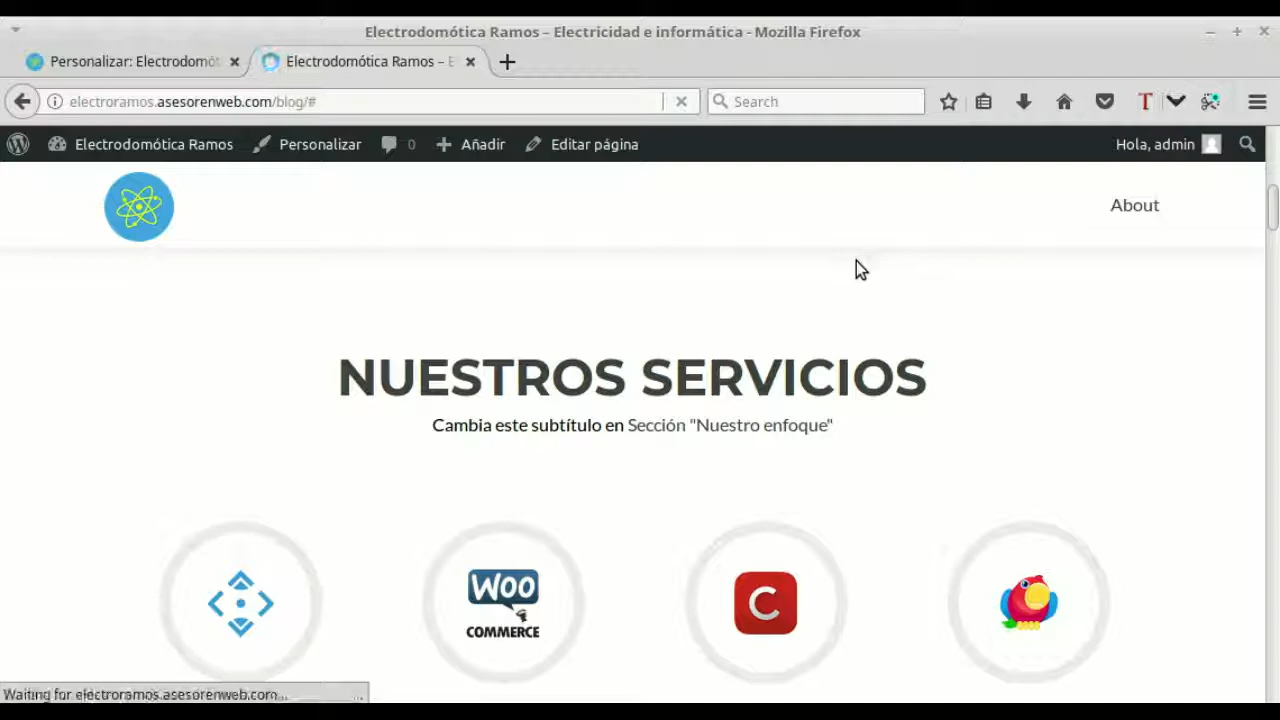 Electrodomótica Ramos – Electricidad e informática - Mozilla Firefox
Personalizar: Electrodomót
Electrodomótica Ramos – E
electroramos.asesorenweb.com/blog/#
Search
Electrodomótica Ramos
Personalizar
0
Añadir
Editar página
Hola, admin
About
NUESTROS SERVICIOS
Cambia este subtítulo en Sección "Nuestro enfoque"
WOO
COMMERCE
C
Waiting for electroramos.asesorenweb.com...